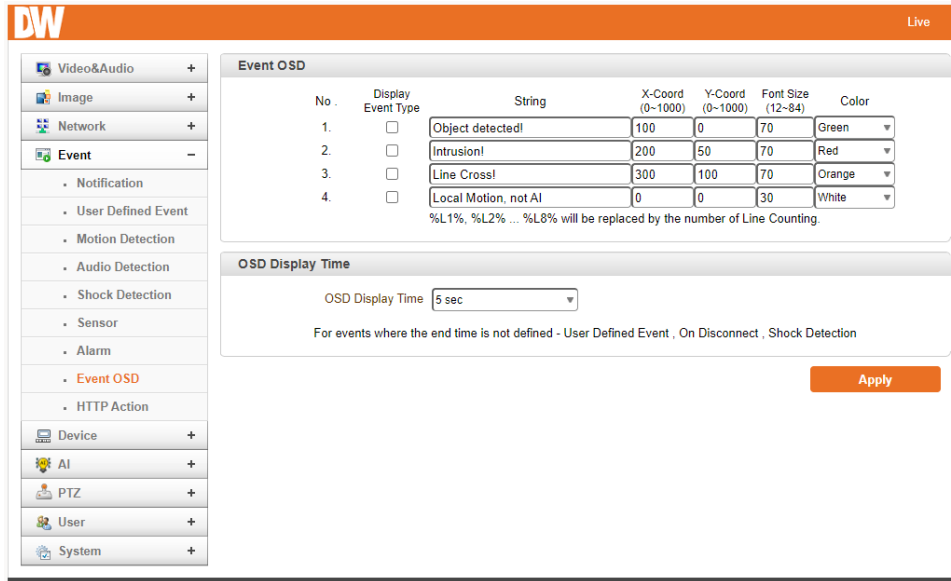 DW
Live
Video&Audio +
Image +
Network +
Event −
Notification
User Defined Event
Motion Detection
Audio Detection
Shock Detection
Sensor
Alarm
Event OSD
HTTP Action
Device +
AI +
PTZ +
User +
System +
Event OSD
No . Display Event Type String X-Coord (0~1000) Y-Coord (0~1000) Font Size (12~84) Color
1. Object detected! 100 0 70 Green
2. Intrusion! 200 50 70 Red
3. Line Cross! 300 100 70 Orange
4. Local Motion, not AI 0 0 30 White
%L1%, %L2% ... %L8% will be replaced by the number of Line Counting.
OSD Display Time
OSD Display Time 5 sec
For events where the end time is not defined - User Defined Event , On Disconnect , Shock Detection
Apply